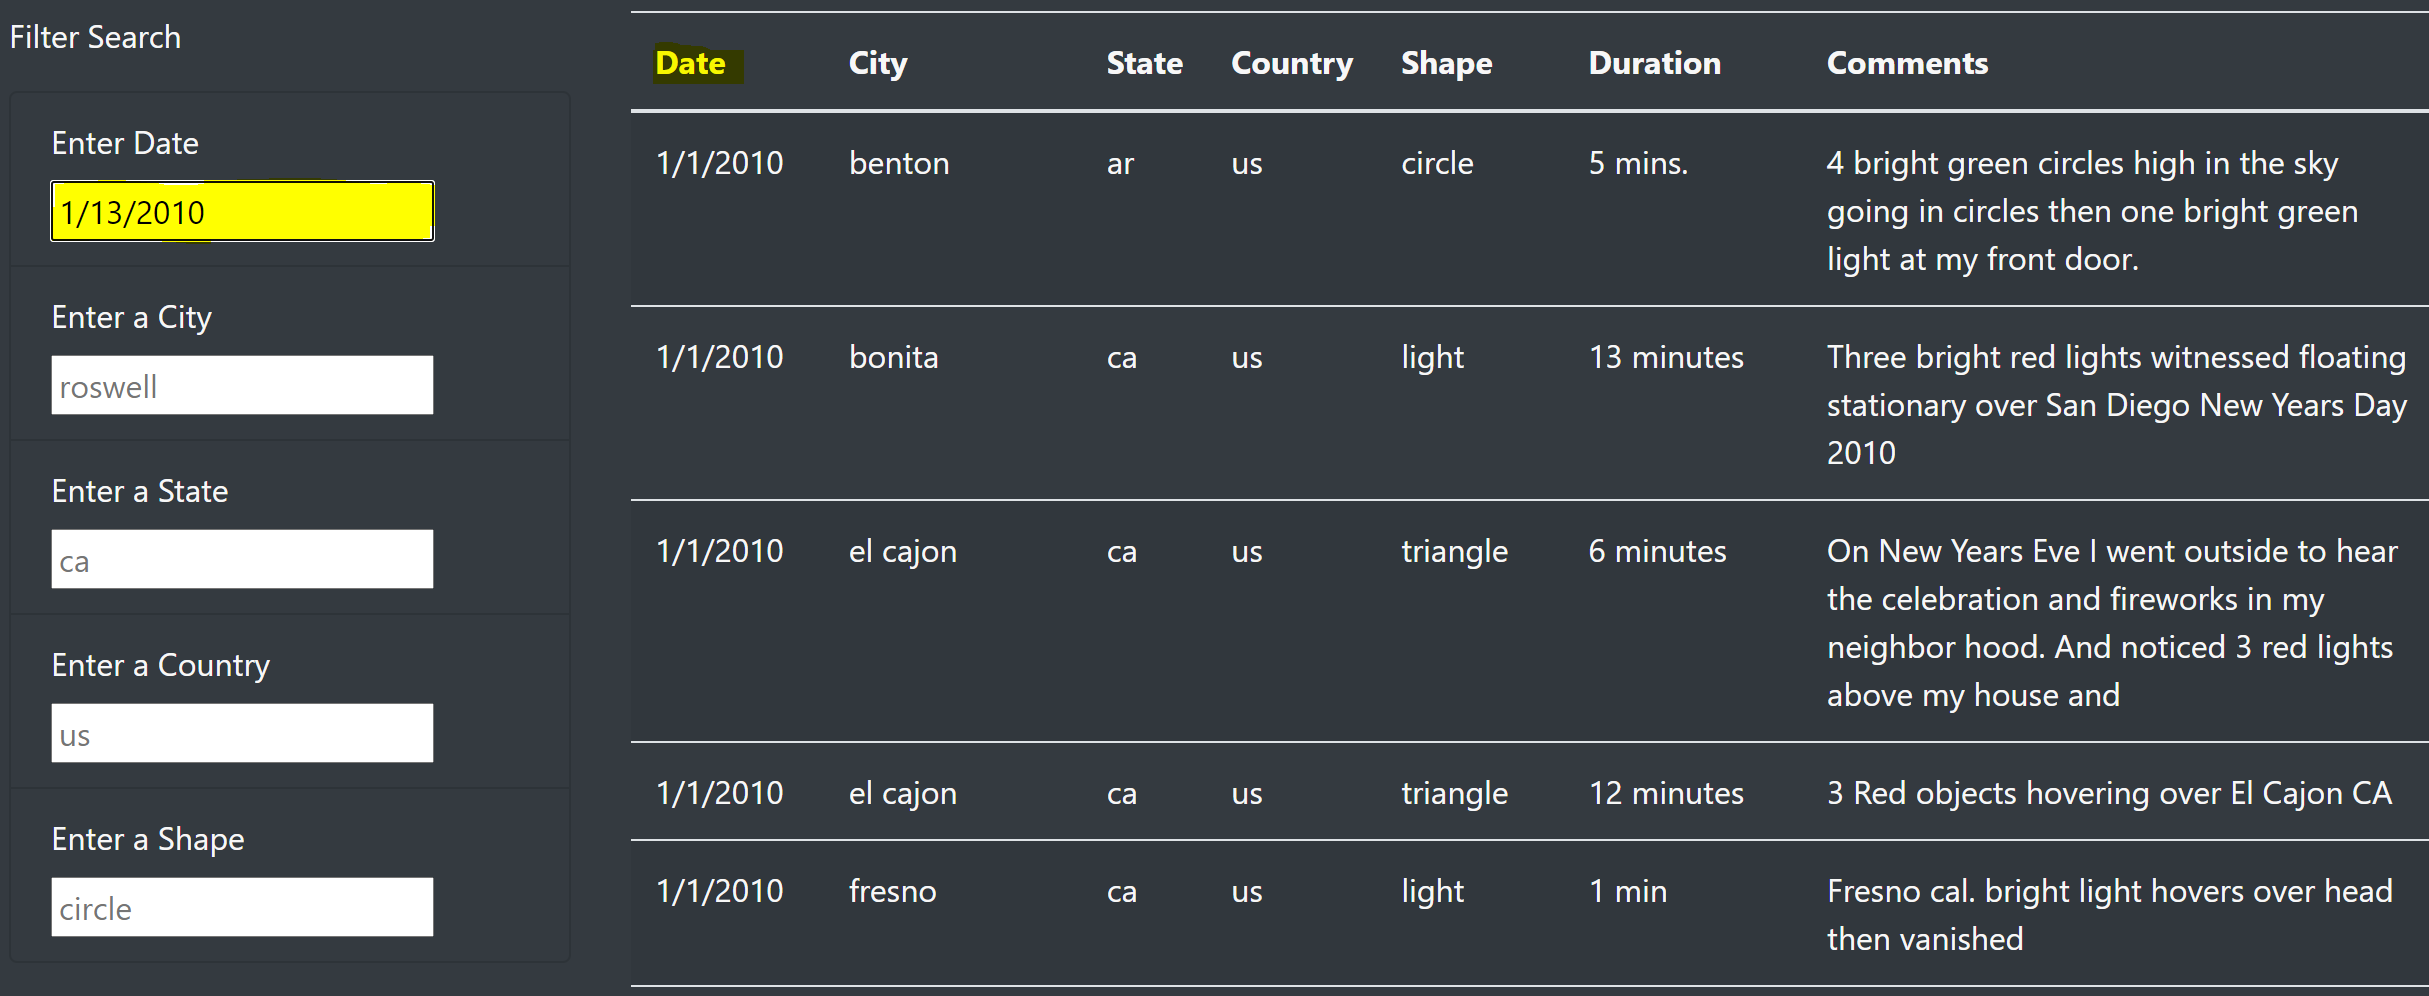 Filter Search
Enter Date
1/13/2010
Enter a City
roswell
Enter a State
ca
Enter a Country
us
Enter a Shape
circle
Date City State Country Shape Duration Comments
1/1/2010 benton ar us circle 5 mins. 4 bright green circles high in the sky
going in circles then one bright green
light at my front door.
1/1/2010 bonita ca us light 13 minutes Three bright red lights witnessed floating
stationary over San Diego New Years Day
2010
1/1/2010 el cajon ca us triangle 6 minutes On New Years Eve I went outside to hear
the celebration and fireworks in my
neighbor hood. And noticed 3 red lights
above my house and
1/1/2010 el cajon ca us triangle 12 minutes 3 Red objects hovering over El Cajon CA
1/1/2010 fresno ca us light 1 min Fresno cal. bright light hovers over head
then vanished